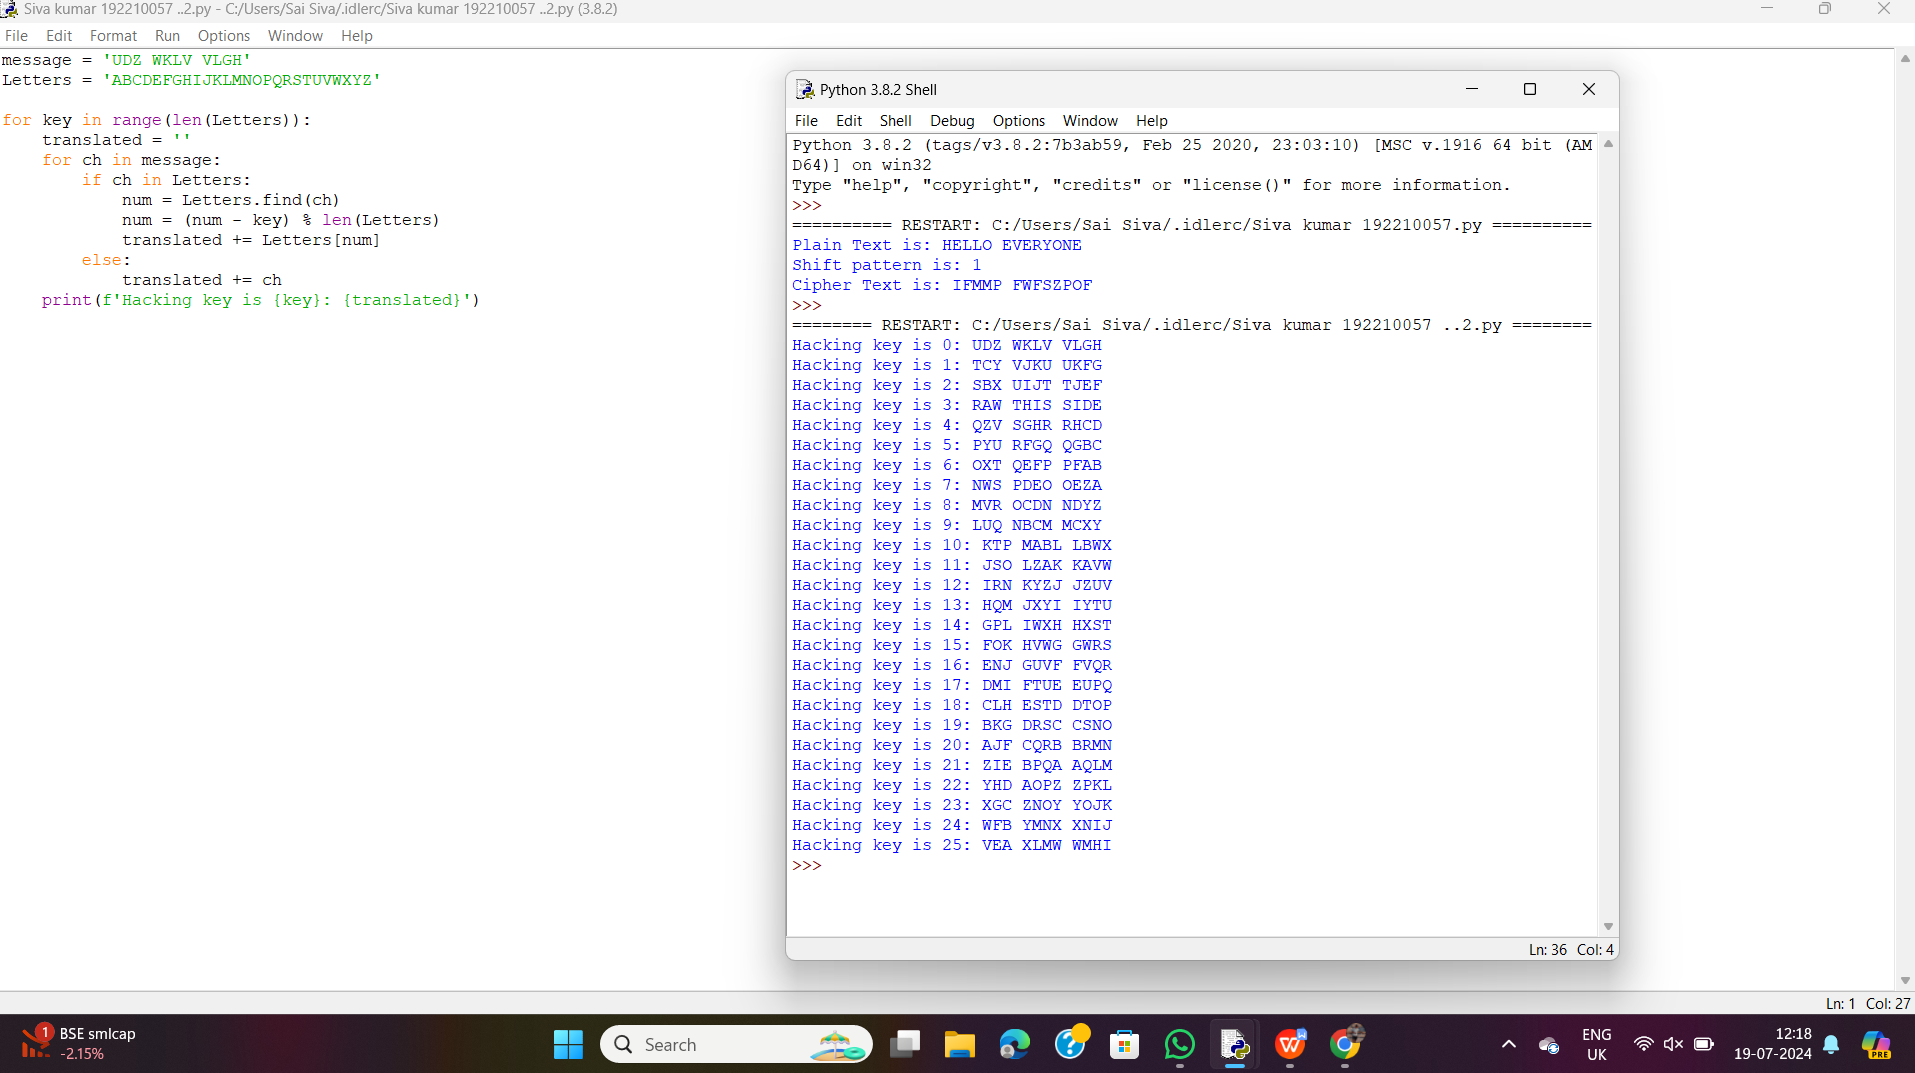 Siva kumar 192210057 ..2.py - C:/Users/Sai Siva/.idlerc/Siva kumar 192210057 ..2.py (3.8.2)
File Edit Format Run Options Window Help
message = 'UDZ WKLV VLGH'
Letters = 'ABCDEFGHIJKLMNOPQRSTUVWXYZ'
for key in range(len(Letters)):
    translated = ''
    for ch in message:
        if ch in Letters:
            num = Letters.find(ch)
            num = (num - key) % len(Letters)
            translated += Letters[num]
        else:
            translated += ch
    print(f'Hacking key is {key}: {translated}')
Python 3.8.2 Shell
File Edit Shell Debug Options Window Help
Python 3.8.2 (tags/v3.8.2:7b3ab59, Feb 25 2020, 23:03:10) [MSC v.1916 64 bit (AM
D64)] on win32
Type "help", "copyright", "credits" or "license()" for more information.
>>>
========== RESTART: C:/Users/Sai Siva/.idlerc/Siva kumar 192210057.py ==========
Plain Text is: HELLO EVERYONE
Shift pattern is: 1
Cipher Text is: IFMMP FWFSZPOF
>>>
======== RESTART: C:/Users/Sai Siva/.idlerc/Siva kumar 192210057 ..2.py ========
Hacking key is 0: UDZ WKLV VLGH
Hacking key is 1: TCY VJKU UKFG
Hacking key is 2: SBX UIJT TJEF
Hacking key is 3: RAW THIS SIDE
Hacking key is 4: QZV SGHR RHCD
Hacking key is 5: PYU RFGQ QGBC
Hacking key is 6: OXT QEFP PFAB
Hacking key is 7: NWS PDEO OEZA
Hacking key is 8: MVR OCDN NDYZ
Hacking key is 9: LUQ NBCM MCXY
Hacking key is 10: KTP MABL LBWX
Hacking key is 11: JSO LZAK KAVW
Hacking key is 12: IRN KYZJ JZUV
Hacking key is 13: HQM JXYI IYTU
Hacking key is 14: GPL IWXH HXST
Hacking key is 15: FOK HVWG GWRS
Hacking key is 16: ENJ GUVF FVQR
Hacking key is 17: DMI FTUE EUPQ
Hacking key is 18: CLH ESTD DTOP
Hacking key is 19: BKG DRSC CSNO
Hacking key is 20: AJF CQRB BRMN
Hacking key is 21: ZIE BPQA AQLM
Hacking key is 22: YHD AOPZ ZPKL
Hacking key is 23: XGC ZNOY YOJK
Hacking key is 24: WFB YMNX XNIJ
Hacking key is 25: VEA XLMW WMHI
>>>
Ln: 36 Col: 4
Ln: 1 Col: 27
1 BSE smlcap
-2.15%
Search
ENG
UK
12:18
19-07-2024
PRE